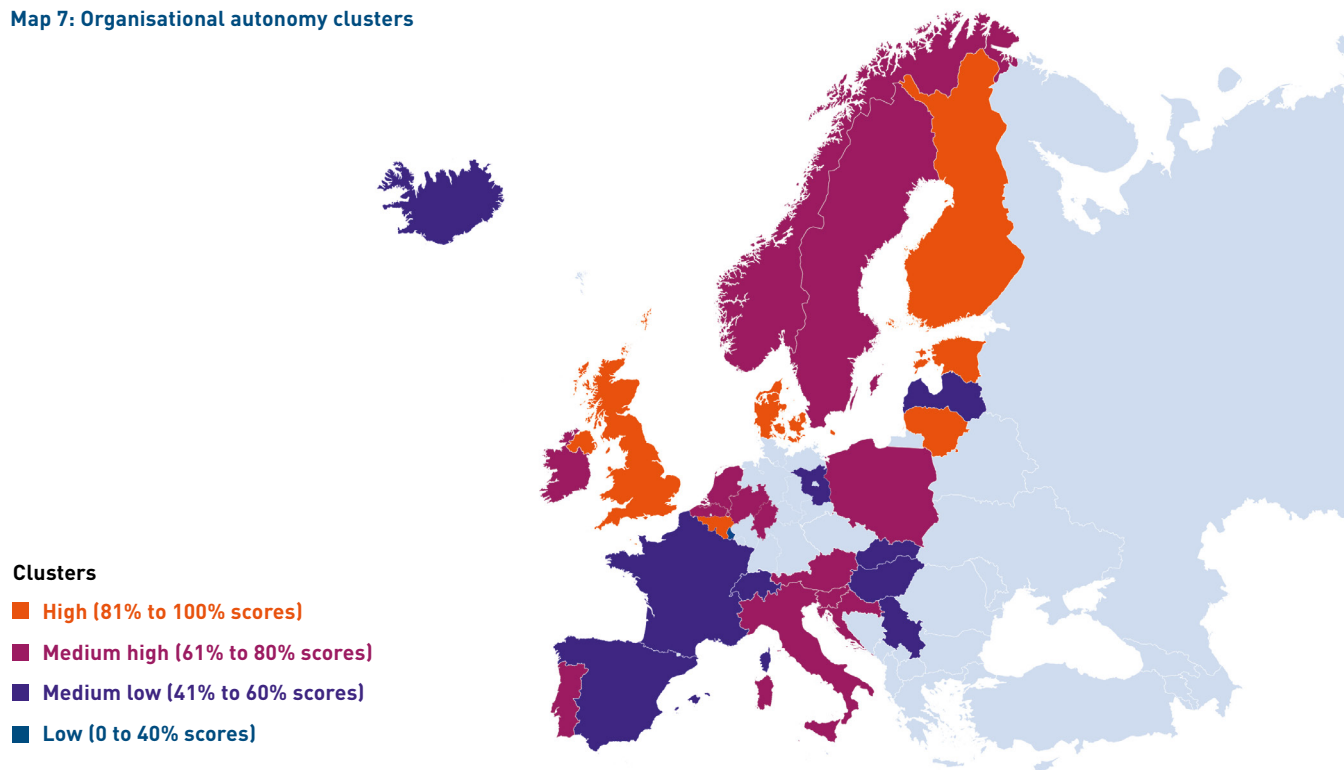 Map 7: Organisational autonomy clusters
Clusters
High (81% to 100% scores)
Medium high (61% to 80% scores)
Medium low (41% to 60% scores)
Low (0 to 40% scores)